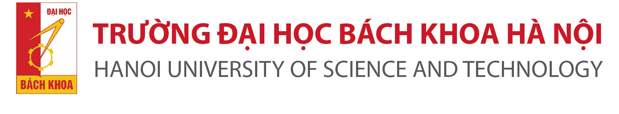 ĐẠI HỌC
BÁCH KHOA
TRƯỜNG ĐẠI HỌC BÁCH KHOA HÀ NỘI
HANOI UNIVERSITY OF SCIENCE AND TECHNOLOGY